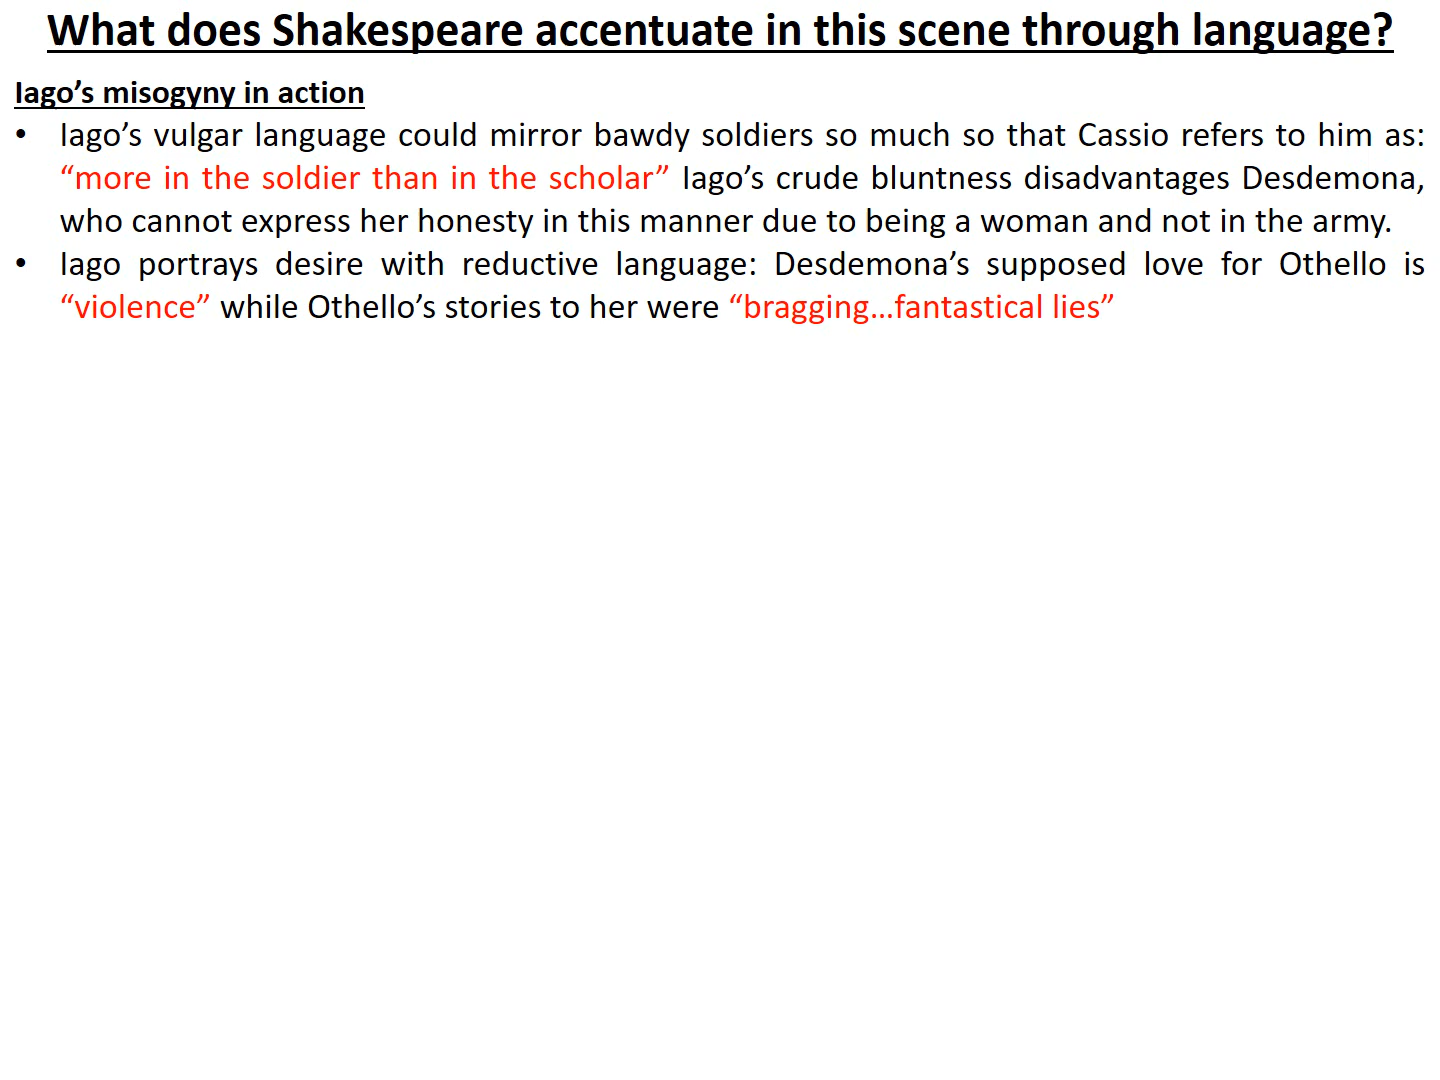 What does Shakespeare accentuate in this scene through language?
Iago’s misogyny in action
• Iago’s vulgar language could mirror bawdy soldiers so much so that Cassio refers to him as:
“more in the soldier than in the scholar” Iago’s crude bluntness disadvantages Desdemona,
who cannot express her honesty in this manner due to being a woman and not in the army.
• Iago portrays desire with reductive language: Desdemona’s supposed love for Othello is
“violence” while Othello’s stories to her were “bragging…fantastical lies”